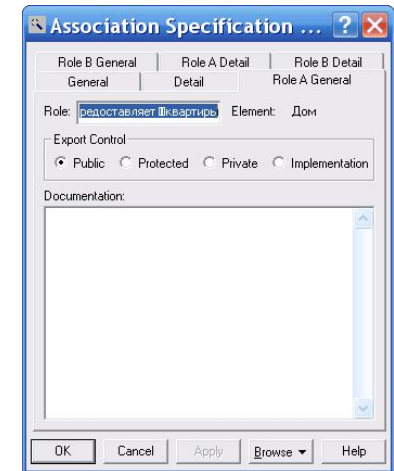 Association Specification ...
Role B General Role A Detail Role B Detail
General Detail Role A General
Role: редоставляет Шквартиры Element: Дом
Export Control
Public Protected Private Implementation
Documentation:
OK Cancel Apply Browse Help